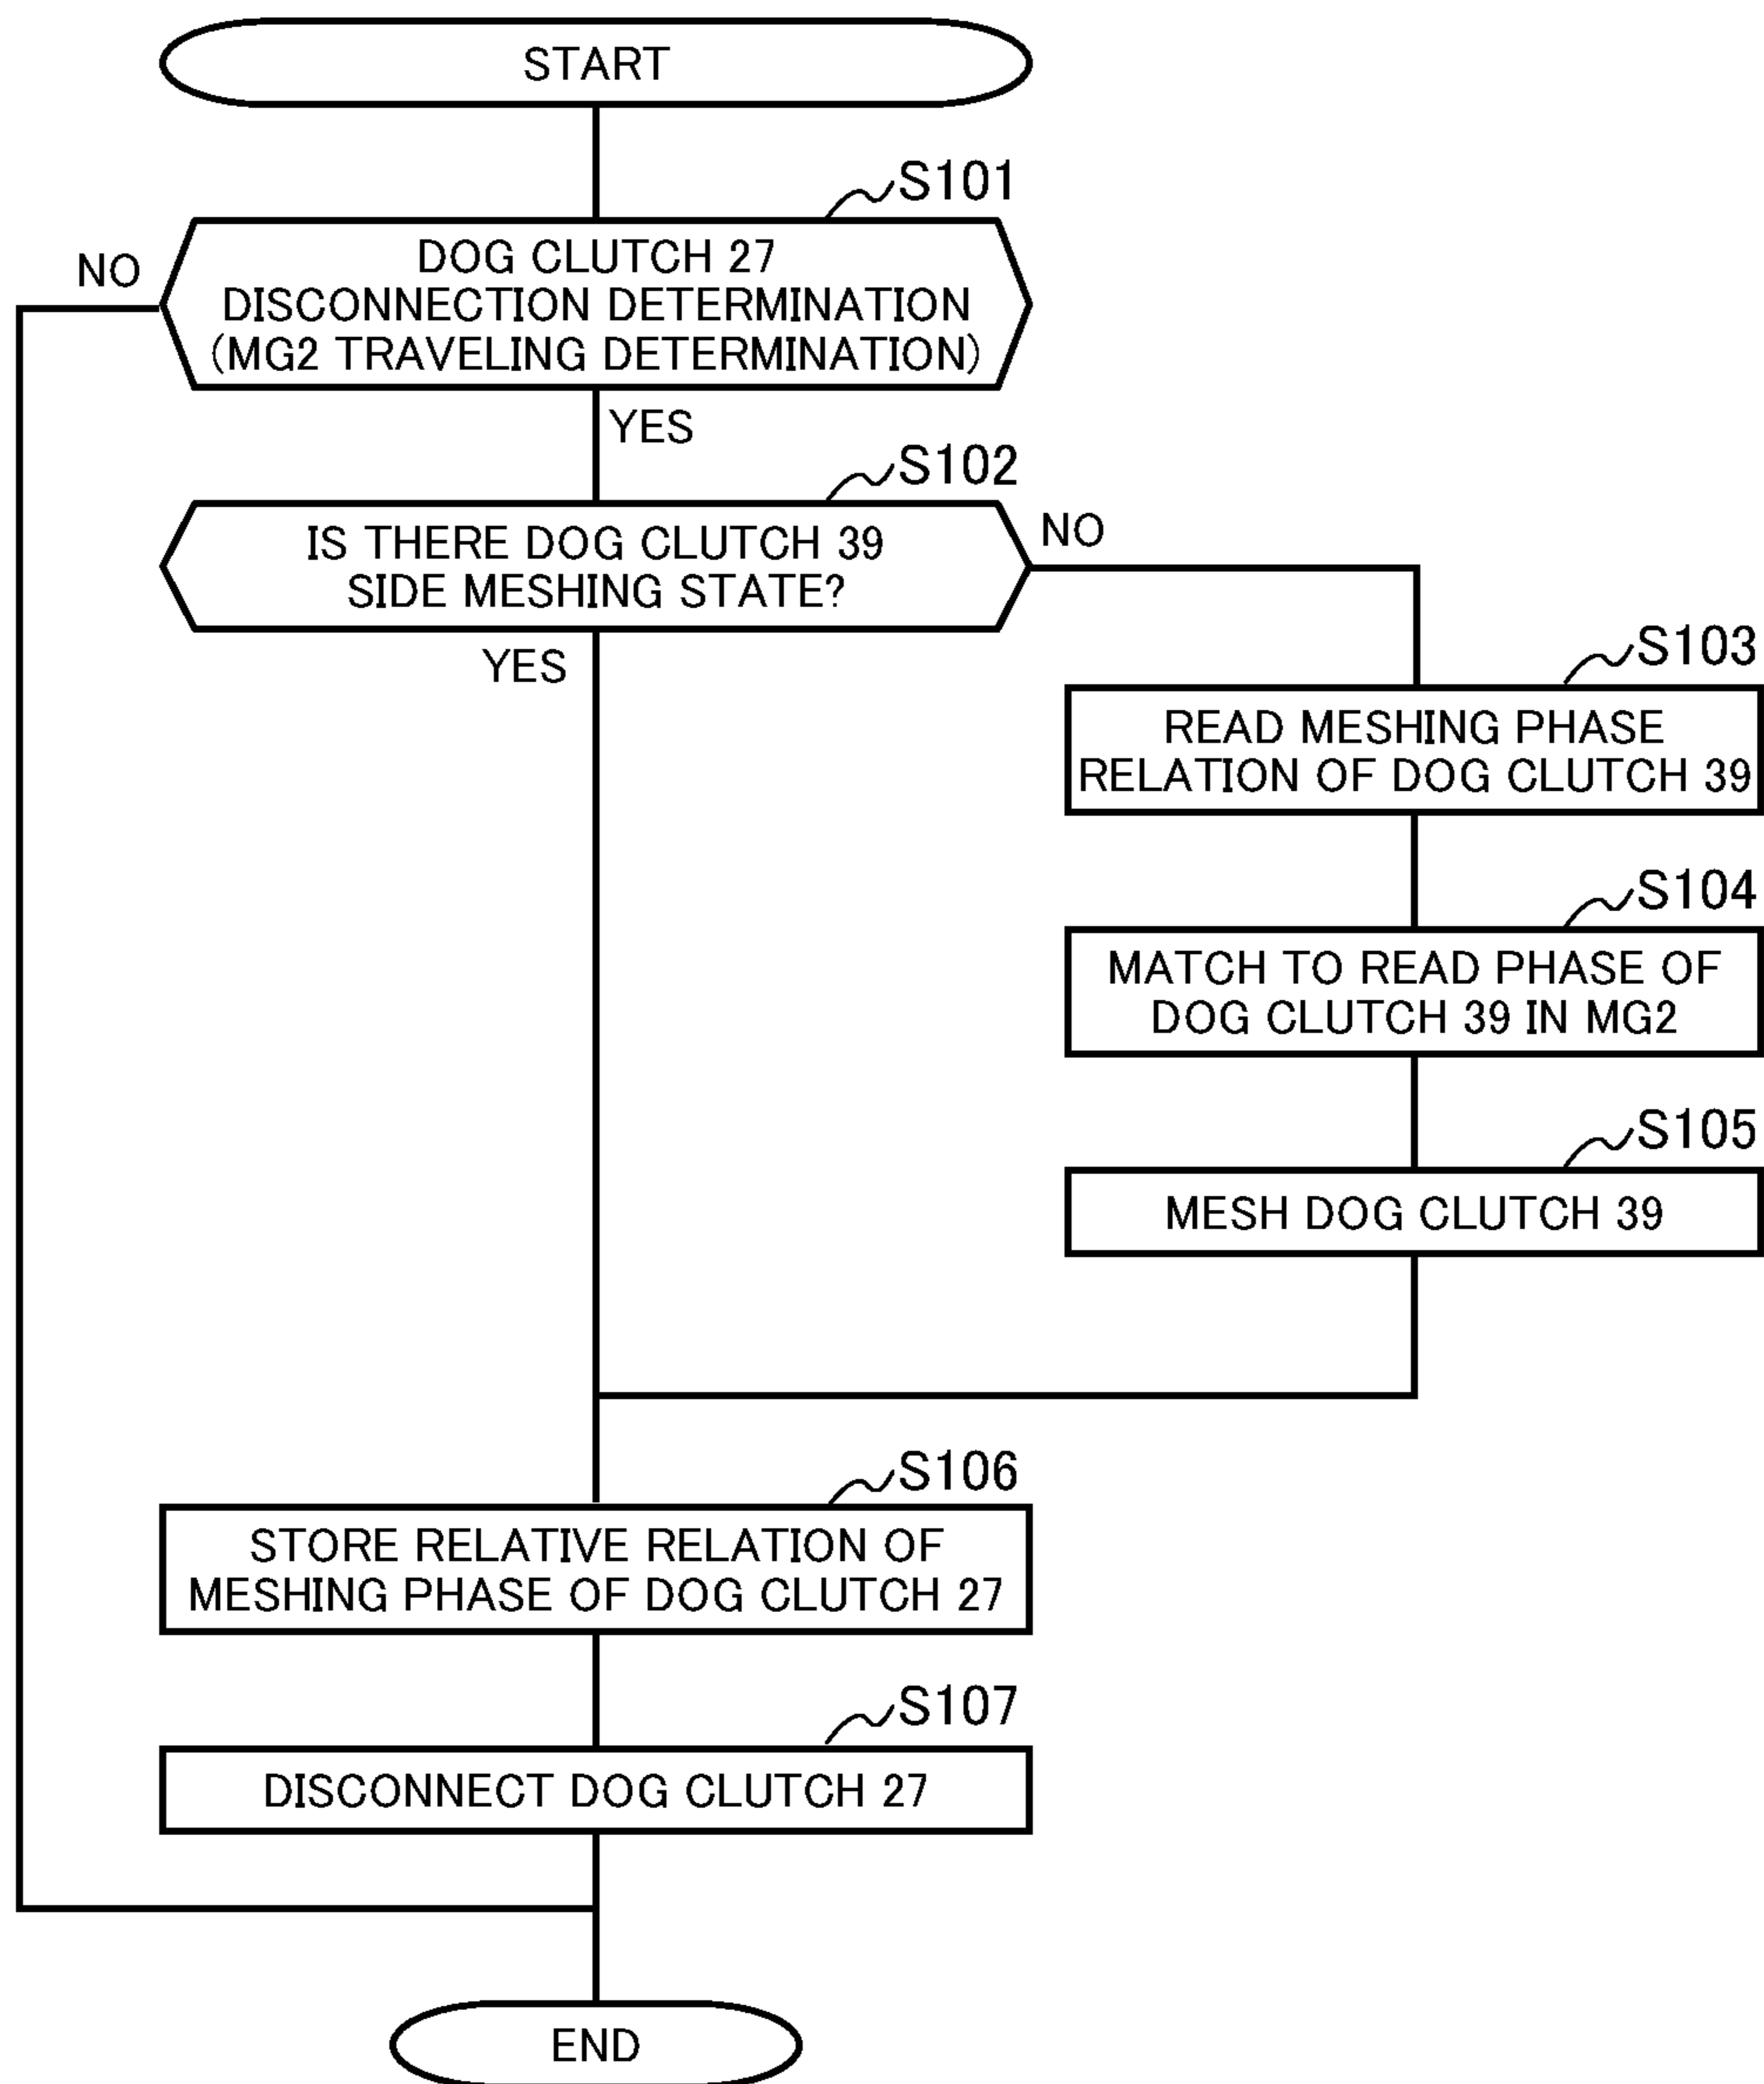 START
S101
NO
DOG CLUTCH 27
DISCONNECTION DETERMINATION
(MG2 TRAVELING DETERMINATION)
YES
S102
IS THERE DOG CLUTCH 39
SIDE MESHING STATE?
NO
YES
S103
READ MESHING PHASE
RELATION OF DOG CLUTCH 39
S104
MATCH TO READ PHASE OF
DOG CLUTCH 39 IN MG2
S105
MESH DOG CLUTCH 39
S106
STORE RELATIVE RELATION OF
MESHING PHASE OF DOG CLUTCH 27
S107
DISCONNECT DOG CLUTCH 27
END